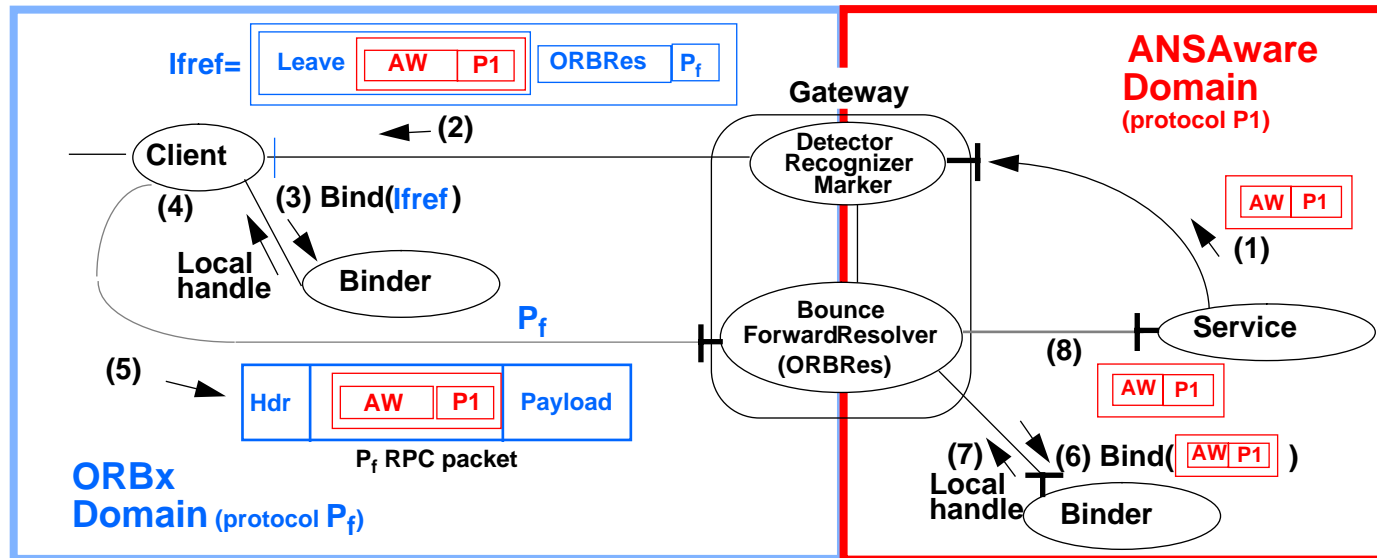 Ifref=
Leave
AW
P1
ORBRes
Pf
ANSAware
Domain
(protocol P1)
Gateway
(2)
Client
Detector
Recognizer
Marker
(3) Bind(Ifref)
(4)
AW
P1
(1)
Local
handle
Binder
Pf
Bounce
ForwardResolver
(ORBRes)
Service
(8)
(5)
Hdr
AW
P1
Payload
Pf RPC packet
AW
P1
(7)
(6) Bind( AW P1 )
Local
handle
Binder
ORBx
Domain (protocol Pf)